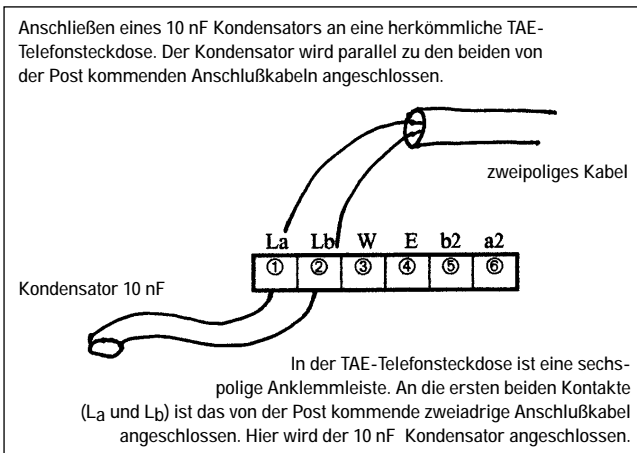 Anschließen eines 10 nF Kondensators an eine herkömmliche TAE-
Telefonsteckdose. Der Kondensator wird parallel zu den beiden von
der Post kommenden Anschlußkabeln angeschlossen.
zweipoliges Kabel
La Lb W E b2 a2
① ② ③ ④ ⑤ ⑥
Kondensator 10 nF
In der TAE-Telefonsteckdose ist eine sechs-
polige Anklemmleiste. An die ersten beiden Kontakte
(La und Lb) ist das von der Post kommende zweiadrige Anschlußkabel
angeschlossen. Hier wird der 10 nF Kondensator angeschlossen.